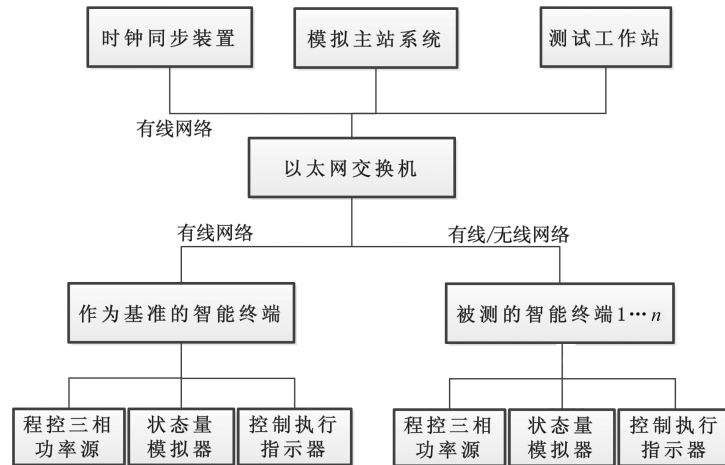 时钟同步装置
模拟主站系统
测试工作站
有线网络
以太网交换机
有线网络
有线/无线网络
作为基准的智能终端
被测的智能终端1…n
程控三相
功率源
状态量
模拟器
控制执行
指示器
程控三相
功率源
状态量
模拟器
控制执行
指示器